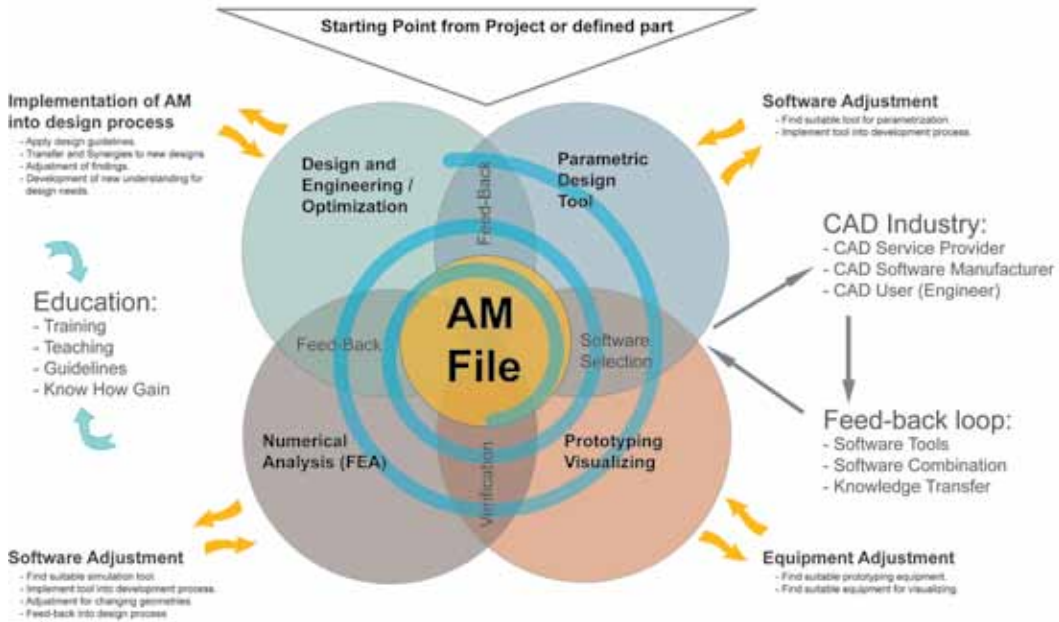 Starting Point from Project or defined part
Implementation of AM
into design process
- Apply design guidelines.
- Transfer and Synergies to new designs
- Adjustment of findings.
- Development of new understanding for
design needs.
Software Adjustment
- Find suitable tool for parametrization.
- Implement tool into development process.
Design and
Engineering /
Optimization
Feed-Back
Parametric
Design
Tool
CAD Industry:
- CAD Service Provider
- CAD Software Manufacturer
- CAD User (Engineer)
Education:
- Training
- Teaching
- Guidelines
- Know How Gain
Feed-Back
AM
File
Software
Selection
Feed-back loop:
- Software Tools
- Software Combination
- Knowledge Transfer
Numerical
Analysis (FEA)
Verification
Prototyping
Visualizing
Software Adjustment
- Find suitable simulation tool.
- Implement tool into development process.
- Adjustment for changing geometries
- Feed-back into design process
Equipment Adjustment
- Find suitable prototyping equipment.
- Find suitable equipment for visualizing.